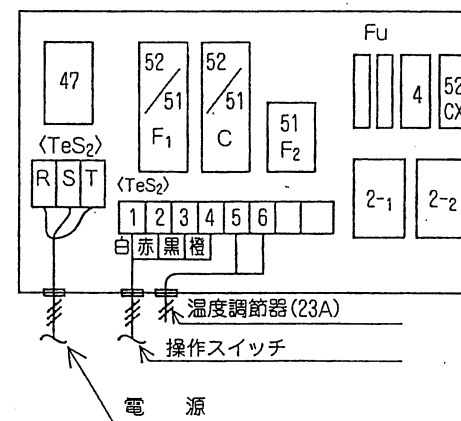 Fu
47
52/51 F₁
52/51 C
51 F₂
4
52 CX
〈TeS₂〉
R S T
〈TeS₂〉
1 2 3 4 5 6
2-₁
2-₂
白 赤 黒 橙
温度調節器(23A)
操作スイッチ
電 源